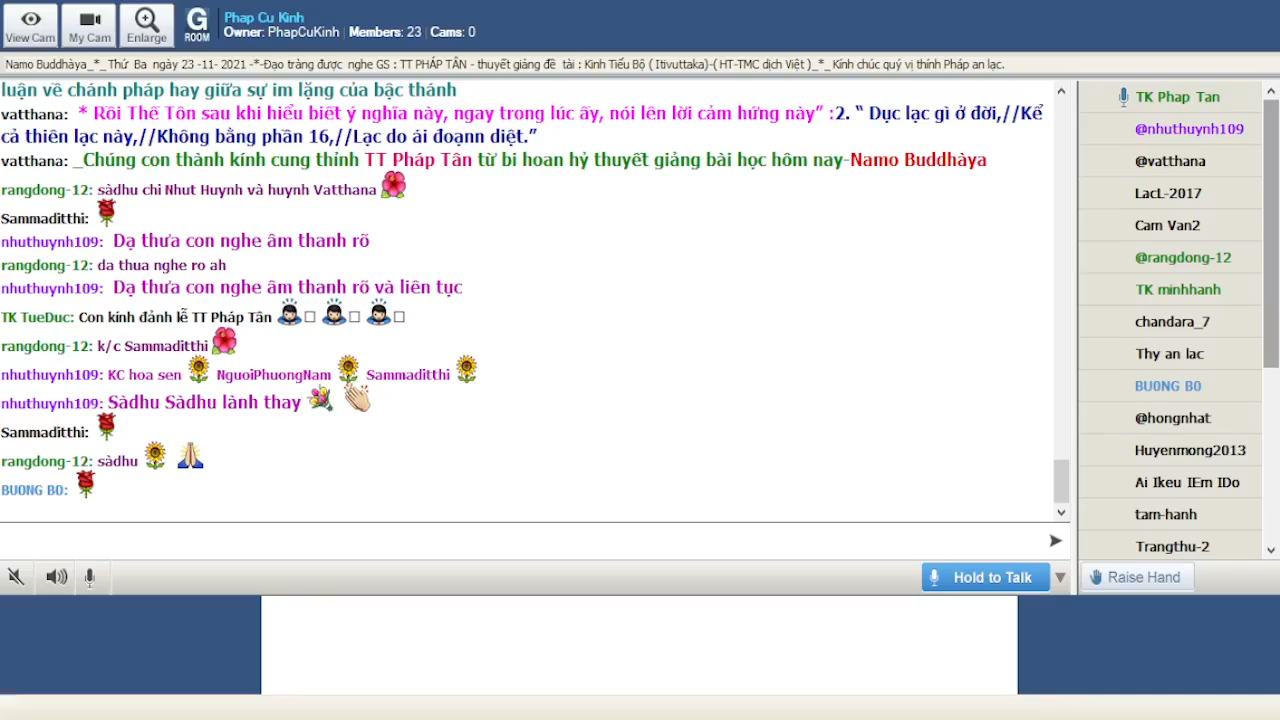 View Cam
My Cam
Enlarge
G
ROOM
Phap Cu Kinh
Owner: PhapCuKinh | Members: 23 | Cams: 0
Namo Buddhàya_*_Thứ Ba ngày 23 -11- 2021 -*-Đạo tràng được nghe GS : TT PHÁP TÂN - thuyết giảng đề tài : Kinh Tiểu Bộ ( Itivuttaka)-( HT-TMC dịch Việt )_*_Kính chúc quý vị thính Pháp an lạc.
luận về chánh pháp hay giữa sự im lặng của bậc thánh
vatthana: * Rồi Thế Tôn sau khi hiểu biết ý nghĩa này, ngay trong lúc ấy, nói lên lời cảm hứng này” :2. “ Dục lạc gì ở đời,//Kể
cả thiên lạc này,//Không bằng phần 16,//Lạc do ái đoạnn diệt.”
vatthana: _Chúng con thành kính cung thỉnh TT Pháp Tân từ bi hoan hỷ thuyết giảng bài học hôm nay-Namo Buddhàya
rangdong-12: sàdhu chi Nhut Huynh và huynh Vatthana
Sammaditthi:
nhuthuynh109: Dạ thưa con nghe âm thanh rõ
rangdong-12: da thua nghe ro ah
nhuthuynh109: Dạ thưa con nghe âm thanh rõ và liên tục
TK TueDuc: Con kính đảnh lễ TT Pháp Tân
rangdong-12: k/c Sammaditthi
nhuthuynh109: KC hoa sen NguoiPhuongNam Sammaditthi
nhuthuynh109: Sàdhu Sàdhu lành thay
Sammaditthi:
rangdong-12: sàdhu
BUONG BO:
Hold to Talk
TK Phap Tan
@nhuthuynh109
@vatthana
LacL-2017
Cam Van2
@rangdong-12
TK minhhanh
chandara_7
Thy an lac
BUONG BO
@hongnhat
Huyenmong2013
Ai Ikeu IEm IDo
tam-hanh
Trangthu-2
Raise Hand